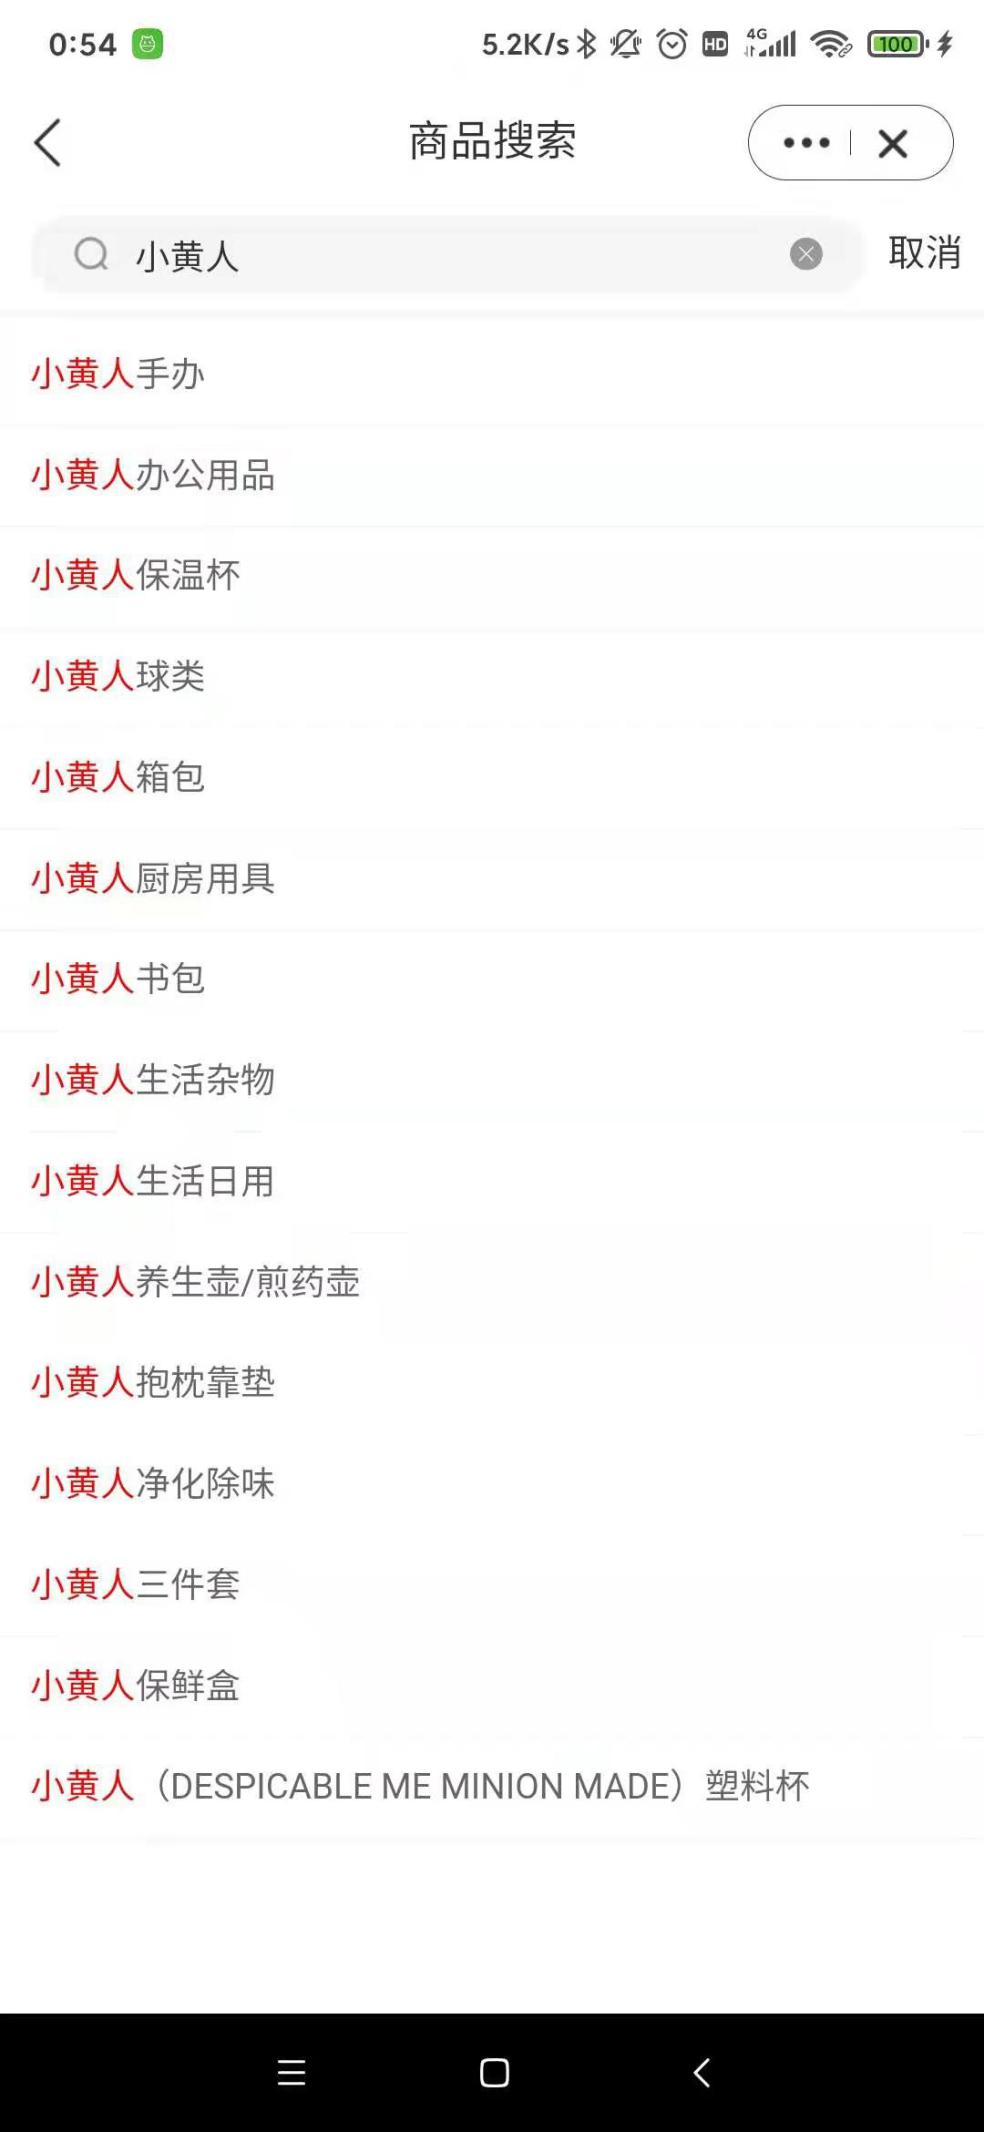 0:54 5.2K/s HD 4G 100
商品搜索
小黄人 取消
小黄人手办
小黄人办公用品
小黄人保温杯
小黄人球类
小黄人箱包
小黄人厨房用具
小黄人书包
小黄人生活杂物
小黄人生活日用
小黄人养生壶/煎药壶
小黄人抱枕靠垫
小黄人净化除味
小黄人三件套
小黄人保鲜盒
小黄人（DESPICABLE ME MINION MADE）塑料杯